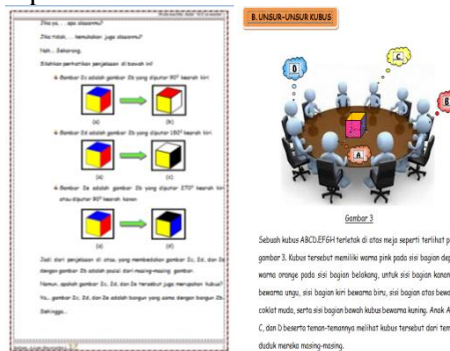 Jika ya, ... apa alasanmu?
Jika tidak, ... kemukakan juga alasanmu?
Nah... Sekarang,
Silahkan perhatikan penjelasan di bawah ini!
Gambar 2c adalah gambar 2b yang diputar 90° kearah kiri
(a) (b)
Gambar 2d adalah gambar 2b yang diputar 180° kearah kiri
(a) (c)
Gambar 2e adalah gambar 2b yang diputar 270° kearah kiri
atau diputar 90° kearah kanan
(a) (d)
Jadi dari penjelasan di atas, yang membedakan gambar 2c, 2d, dan 2e
dengan gambar 2b adalah posisi dari masing-masing gambar.
Namun, apakah gambar 2c, 2d, dan 2e tersebut juga merupakan kubus?
Ya... gambar 2c, 2d, dan 2e adalah bangun yang sama dengan bangun 2b.
Sehingga...
B. UNSUR-UNSUR KUBUS
D
C
B
A
Gambar 3
Sebuah kubus ABCD.EFGH terletak di atas meja seperti terlihat p
gambar 3. Kubus tersebut memiliki warna pink pada sisi bagian dep
warna orange pada sisi bagian belakang, untuk sisi bagian kanan
bewarna ungu, sisi bagian kiri bewarna biru, sisi bagian atas bewar
coklat muda, serta sisi bagian bawah kubus bewarna kuning. Anak A
C, dan D beserta teman-temannya melihat kubus tersebut dari tem
duduk mereka masing-masing.